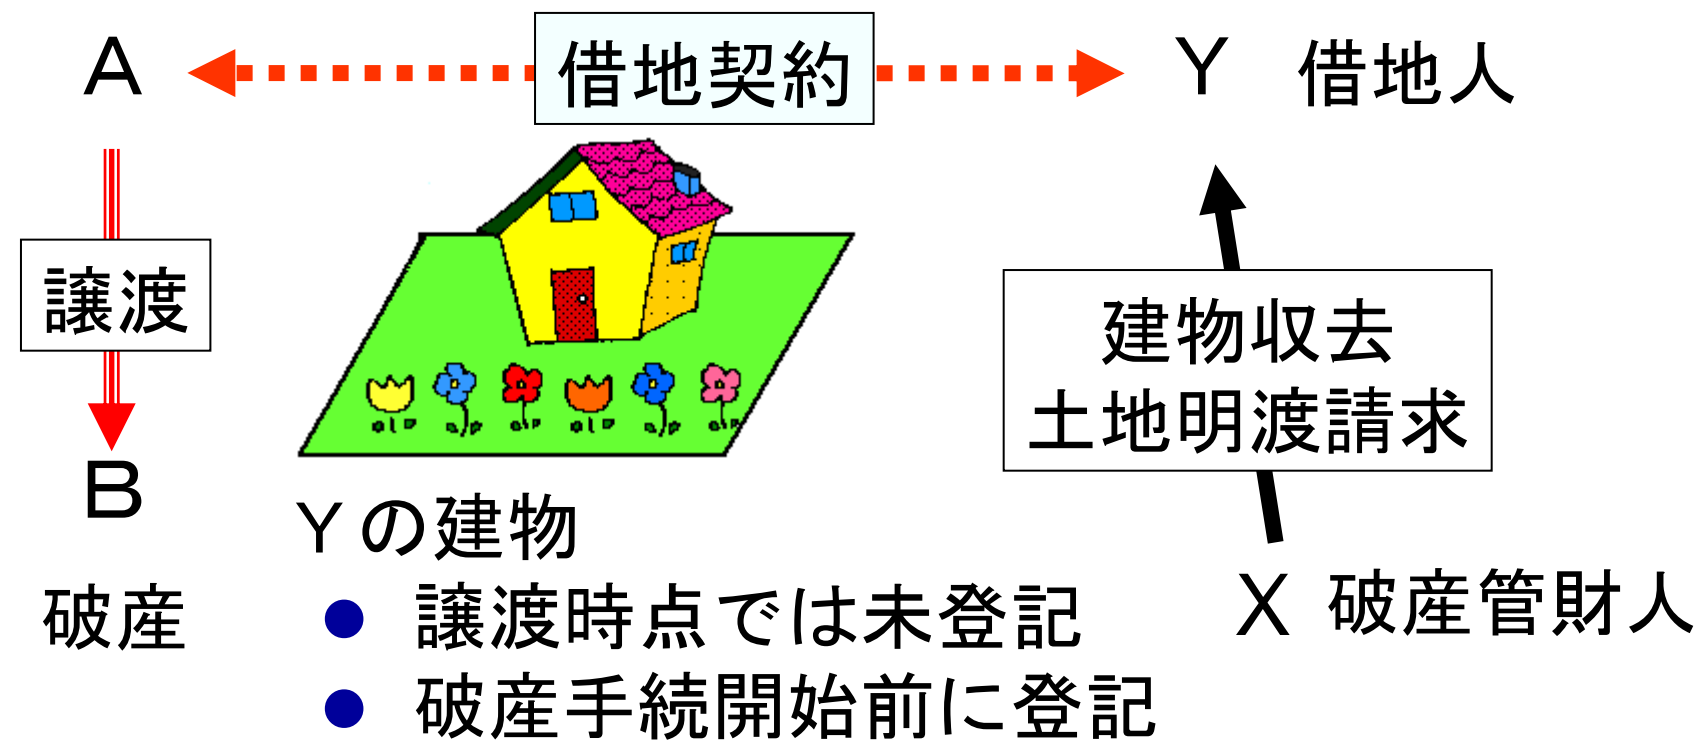 A
借地契約
Y 借地人
譲渡
建物収去
土地明渡請求
B
破産
Yの建物
● 譲渡時点では未登記
● 破産手続開始前に登記
X 破産管財人